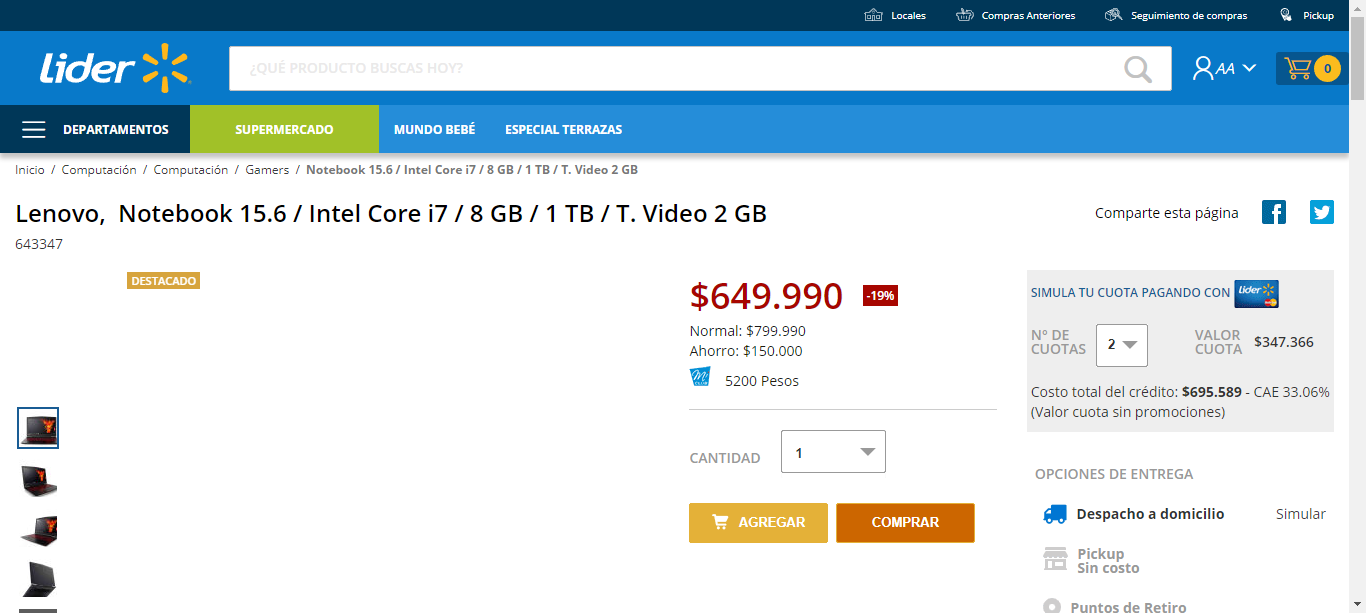 Locales Compras Anteriores Seguimiento de compras Pickup
Lider ¿QUÉ PRODUCTO BUSCAS HOY? AA 0
DEPARTAMENTOS SUPERMERCADO MUNDO BEBÉ ESPECIAL TERRAZAS
Inicio / Computación / Computación / Gamers / Notebook 15.6 / Intel Core i7 / 8 GB / 1 TB / T. Video 2 GB
Lenovo, Notebook 15.6 / Intel Core i7 / 8 GB / 1 TB / T. Video 2 GB
Comparte esta página
643347
DESTACADO
$649.990 -19%
Normal: $799.990
Ahorro: $150.000
Mi CLUB 5200 Pesos
CANTIDAD 1
AGREGAR COMPRAR
SIMULA TU CUOTA PAGANDO CON Lider
N° DE CUOTAS 2 VALOR CUOTA $347.366
Costo total del crédito: $695.589 - CAE 33.06%
(Valor cuota sin promociones)
OPCIONES DE ENTREGA
Despacho a domicilio Simular
Pickup
Sin costo
Puntos de Retiro